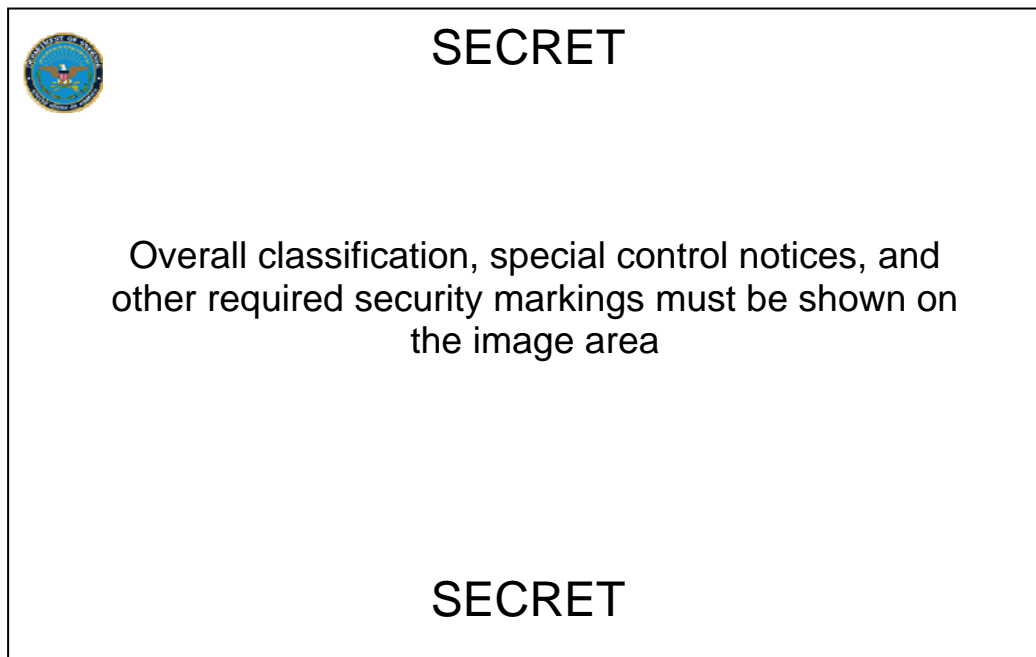 SECRET
Overall classification, special control notices, and
other required security markings must be shown on
the image area
SECRET